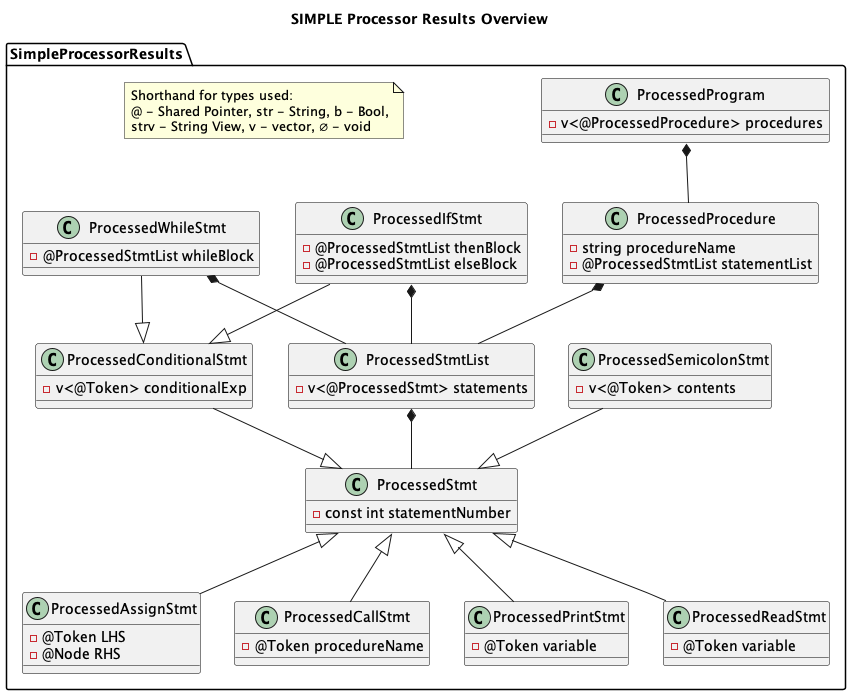 SIMPLE Processor Results Overview
SimpleProcessorResults
Shorthand for types used:
@ – Shared Pointer, str – String, b – Bool,
strv – String View, v – vector, ∅ – void
C ProcessedProgram
v<@ProcessedProcedure> procedures
C ProcessedWhileStmt
@ProcessedStmtList whileBlock
C ProcessedIfStmt
@ProcessedStmtList thenBlock
@ProcessedStmtList elseBlock
C ProcessedProcedure
string procedureName
@ProcessedStmtList statementList
C ProcessedConditionalStmt
v<@Token> conditionalExp
C ProcessedStmtList
v<@ProcessedStmt> statements
C ProcessedSemicolonStmt
v<@Token> contents
C ProcessedStmt
const int statementNumber
C ProcessedAssignStmt
@Token LHS
@Node RHS
C ProcessedCallStmt
@Token procedureName
C ProcessedPrintStmt
@Token variable
C ProcessedReadStmt
@Token variable